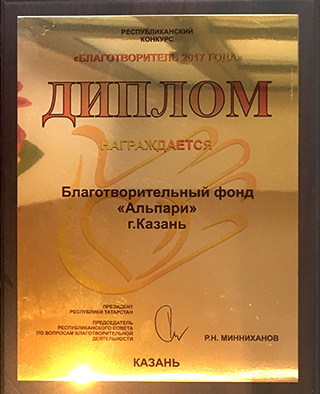 РЕСПУБЛИКАНСКИЙ
КОНКУРС
«БЛАГОТВОРИТЕЛЬ 2017 ГОДА»
ДИПЛОМ
НАГРАЖДАЕТСЯ
Благотворительный фонд
«Альпари»
г.Казань
ПРЕЗИДЕНТ
РЕСПУБЛИКИ ТАТАРСТАН
ПРЕДСЕДАТЕЛЬ
РЕСПУБЛИКАНСКОГО СОВЕТА
ПО ВОПРОСАМ БЛАГОТВОРИТЕЛЬНОЙ
ДЕЯТЕЛЬНОСТИ
Р.Н. МИННИХАНОВ
КАЗАНЬ